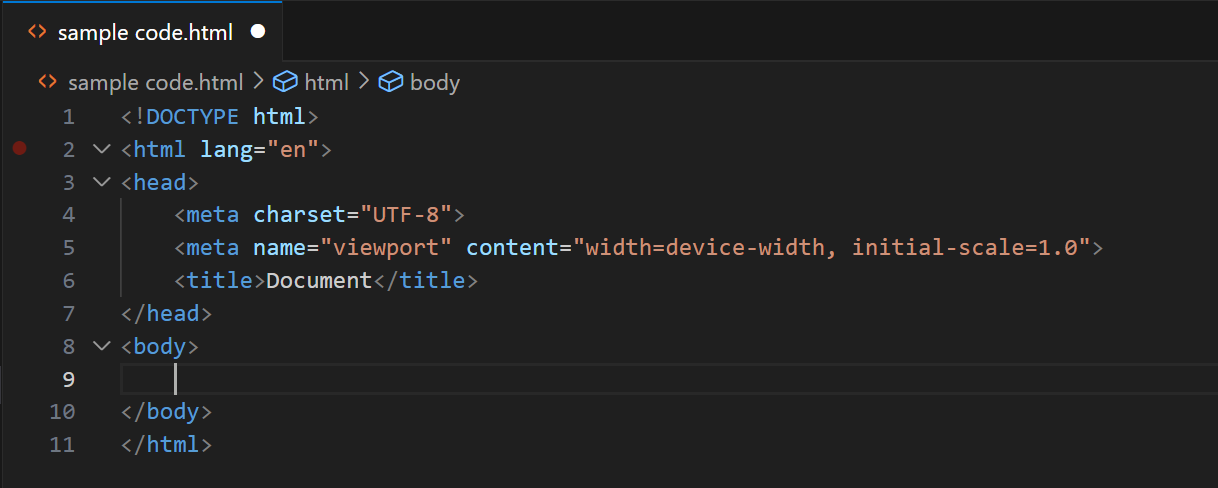 sample code.html
sample code.html > html > body
1 <!DOCTYPE html>
2 <html lang="en">
3 <head>
4     <meta charset="UTF-8">
5     <meta name="viewport" content="width=device-width, initial-scale=1.0">
6     <title>Document</title>
7 </head>
8 <body>
9
10 </body>
11 </html>